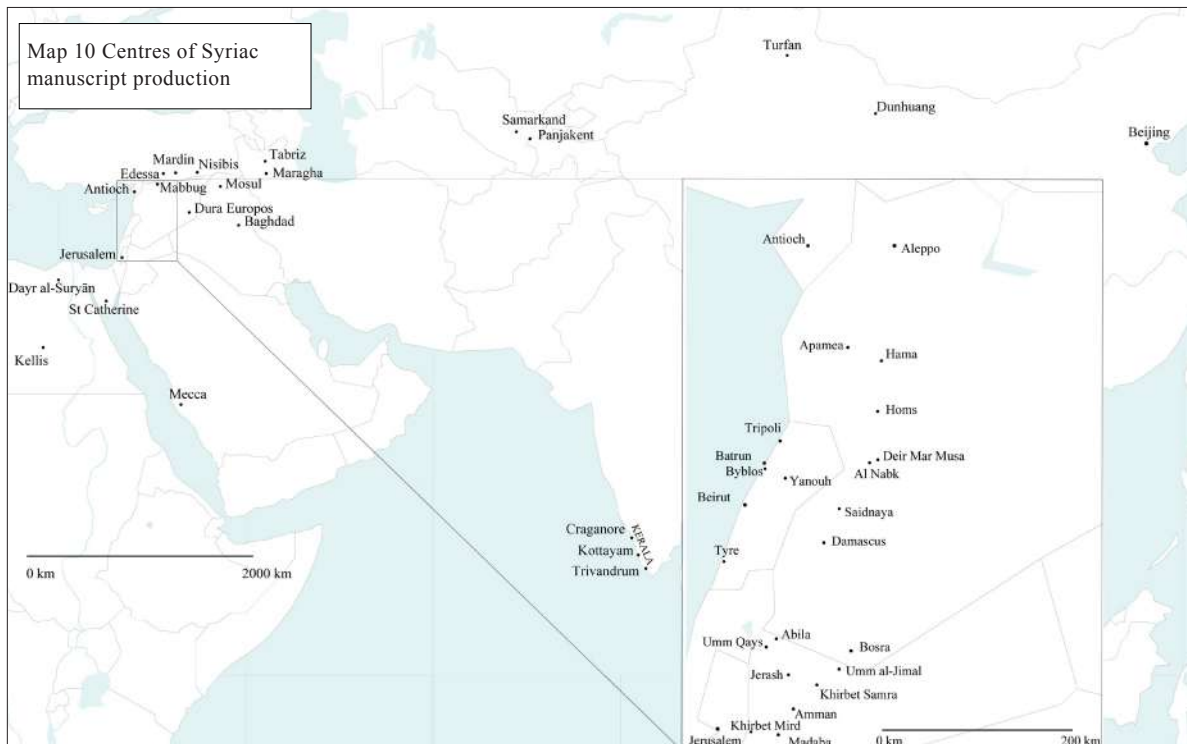 Map 10 Centres of Syriac
manuscript production
Turfan
Dunhuang
Samarkand
Panjakent
Beijing
Tabriz
Mardin
Nisibis
Edessa
Maragha
Antioch
Mabbug
Mosul
Dura Europos
Baghdad
Jerusalem
Dayr al-Suryān
St Catherine
Kellis
Mecca
Craganore
KERALA
Kottayam
Trivandrum
0 km
2000 km
Antioch
Aleppo
Apamea
Hama
Homs
Tripoli
Batrun
Deir Mar Musa
Byblos
Al Nabk
Yanouh
Beirut
Saidnaya
Damascus
Tyre
Abila
Umm Qays
Bosra
Umm al-Jimal
Jerash
Khirbet Samra
Amman
Khirbet Mird
Jerusalem
Madaba
0 km
200 km